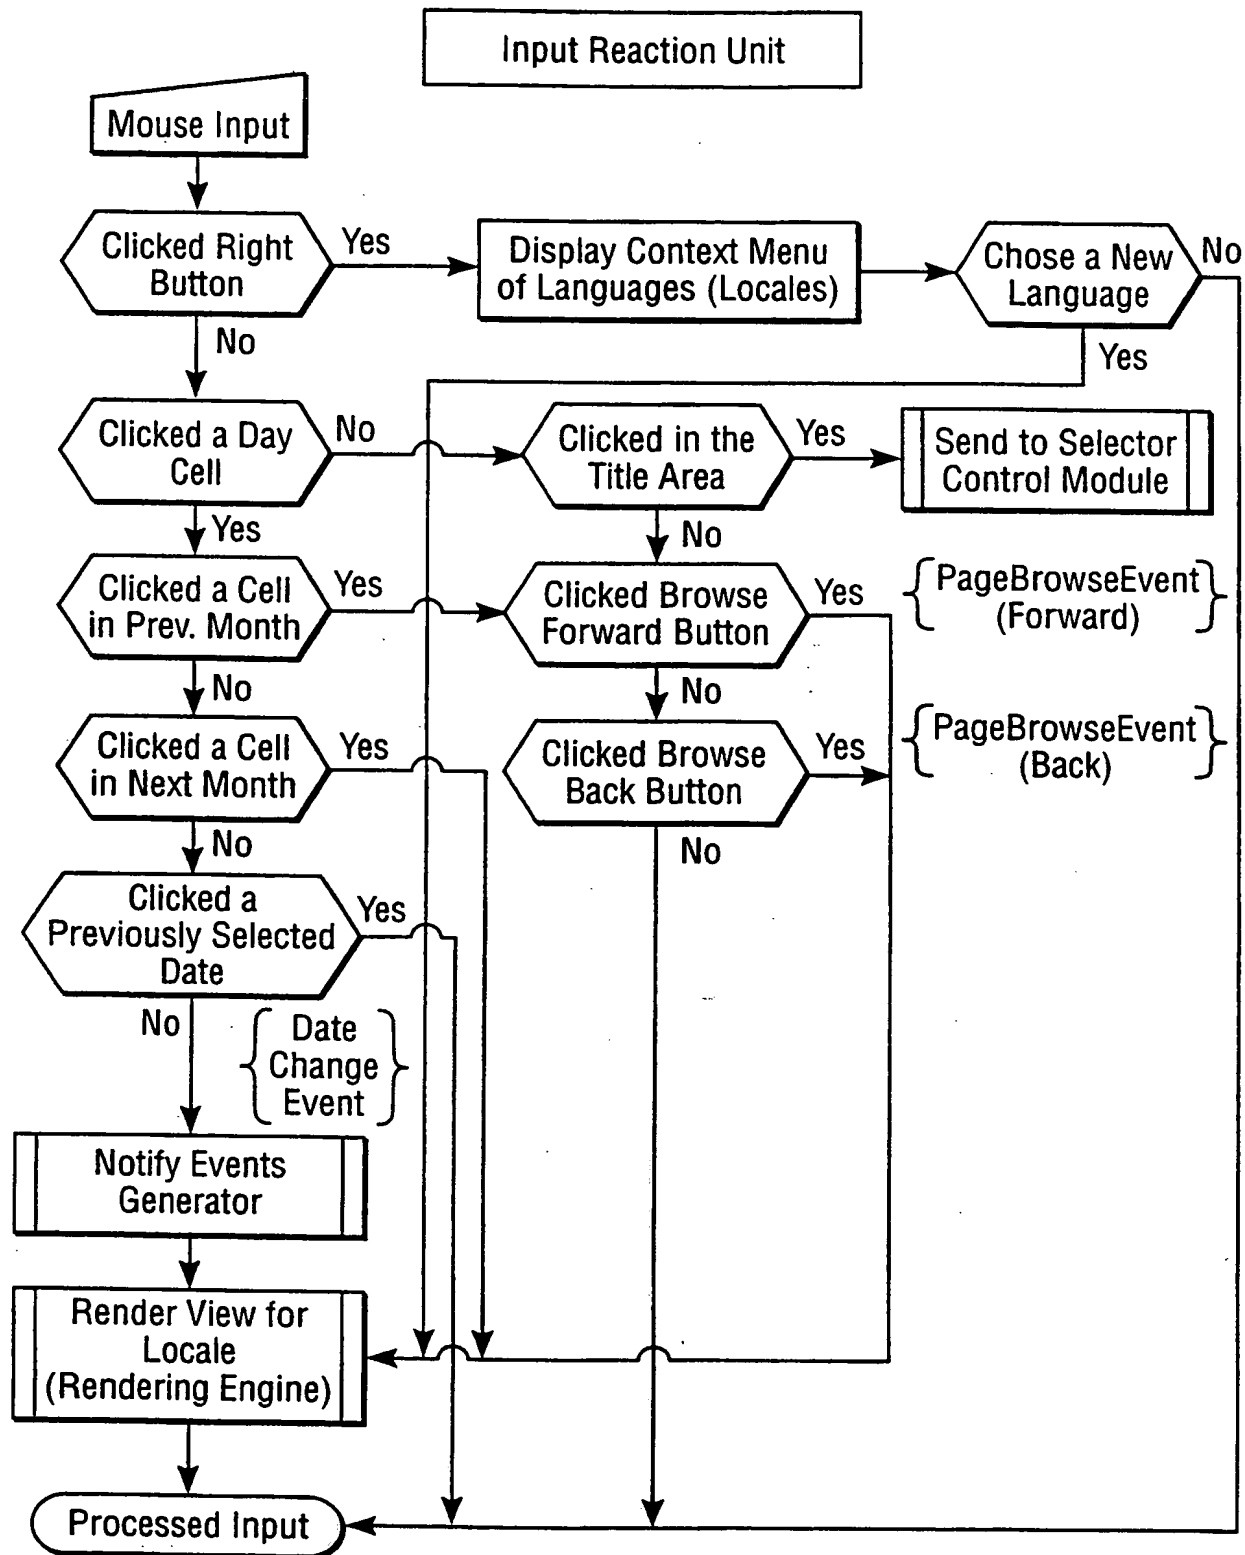 Input Reaction Unit
Mouse Input
Clicked Right
Button
Yes
Display Context Menu
of Languages (Locales)
Chose a New
Language
No
No
Yes
Clicked a Day
Cell
No
Clicked in the
Title Area
Yes
Send to Selector
Control Module
Yes
No
Clicked a Cell
in Prev. Month
Yes
Clicked Browse
Forward Button
Yes
PageBrowseEvent
(Forward)
No
No
Clicked a Cell
in Next Month
Yes
Clicked Browse
Back Button
Yes
PageBrowseEvent
(Back)
No
No
Clicked a
Previously Selected
Date
Yes
No
Date
Change
Event
Notify Events
Generator
Render View for
Locale
(Rendering Engine)
Processed Input